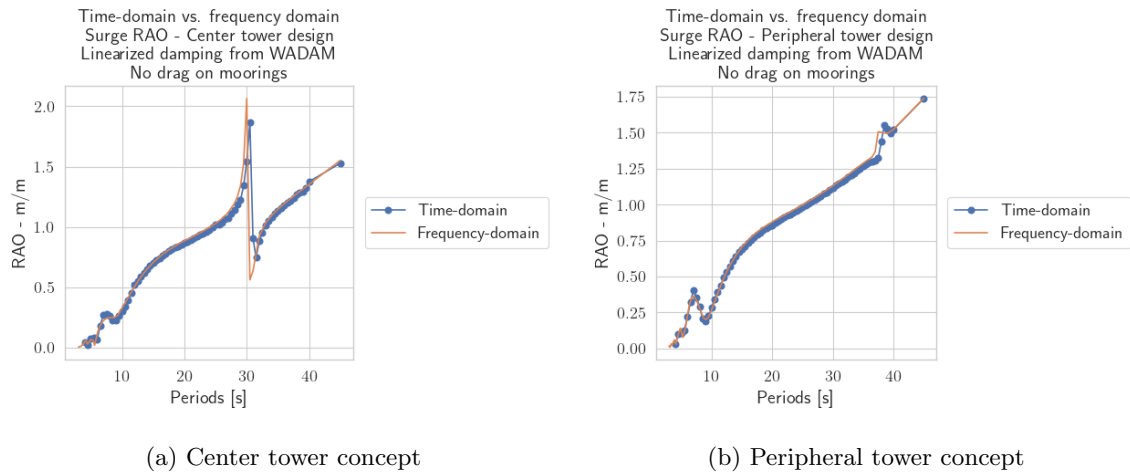 Time-domain vs. frequency domain
Surge RAO - Center tower design
Linearized damping from WADAM
No drag on moorings
2.0
1.5
1.0
0.5
0.0
RAO - m/m
10
20
30
40
Periods [s]
Time-domain
Frequency-domain
(a) Center tower concept
Time-domain vs. frequency domain
Surge RAO - Peripheral tower design
Linearized damping from WADAM
No drag on moorings
1.75
1.50
1.25
1.00
0.75
0.50
0.25
0.00
RAO - m/m
10
20
30
40
Periods [s]
Time-domain
Frequency-domain
(b) Peripheral tower concept